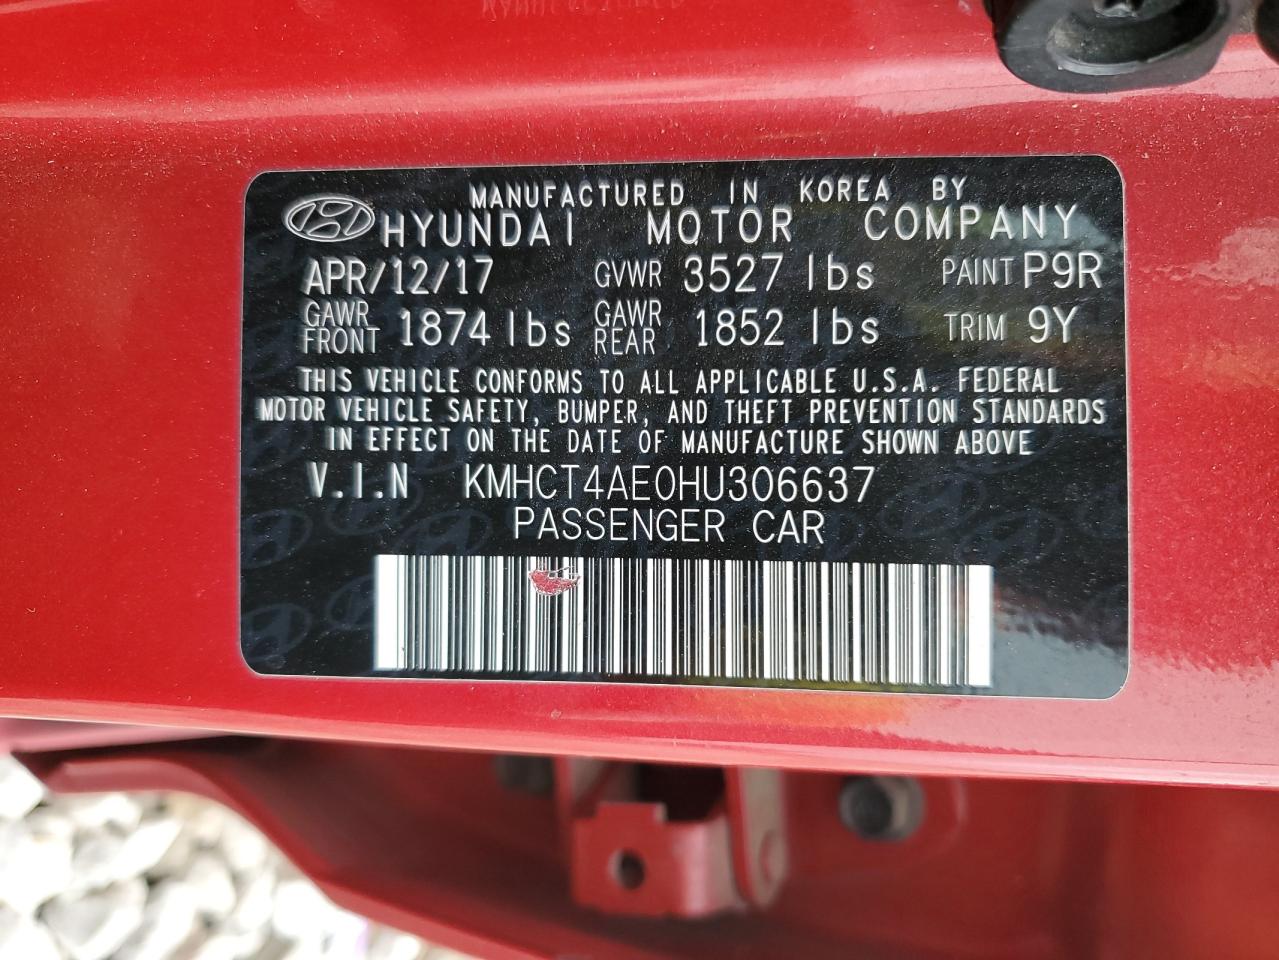 MANUFACTURED IN KOREA BY
HYUNDAI MOTOR COMPANY
APR/12/17 GVWR 3527 lbs PAINT P9R
GAWR FRONT 1874 lbs GAWR REAR 1852 lbs TRIM 9Y
THIS VEHICLE CONFORMS TO ALL APPLICABLE U.S.A. FEDERAL
MOTOR VEHICLE SAFETY, BUMPER, AND THEFT PREVENTION STANDARDS
IN EFFECT ON THE DATE OF MANUFACTURE SHOWN ABOVE
V.I.N KMHCT4AE0HU306637
PASSENGER CAR